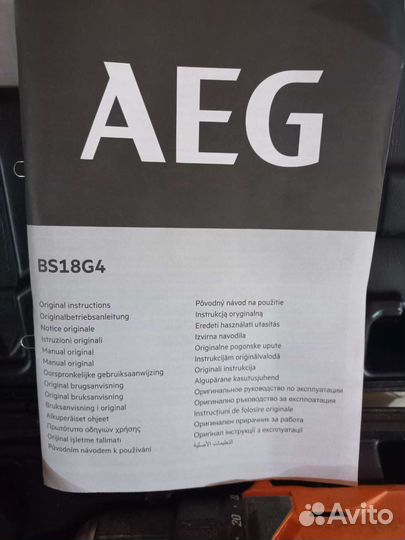 AEG
BS18G4
Original instructions
Originalbetriebsanleitung
Notice originale
Istruzioni originali
Manual original
Manual original
Oorspronkelijke gebruiksaanwijzing
Original brugsanvisning
Original bruksanvisning
Bruksanvisning i original
Alkuperäiset ohjeet
Πρωτότυπο οδηγιών χρήσης
Orijinal işletme talimatı
Původním návodem k používání
Pôvodný návod na použitie
Instrukcją oryginalną
Eredeti használati utasítás
Izvirna navodila
Originalne pogonske upute
Instrukcijām oriģinālvalodā
Originali instrukcija
Algupärane kasutusjuhend
Оригинальное руководство по эксплуатации
Оригинално ръководство за експлоатация
Instrucțiuni de folosire originale
Оригинален прирачник за работа
Оригінал інструкції з експлуатації
التعليمات الأصلية
20
Avito